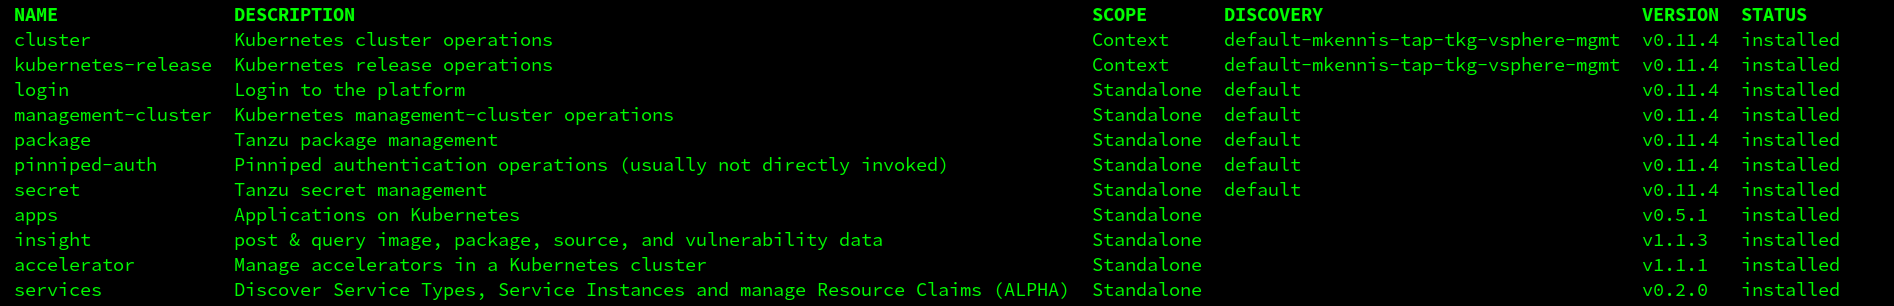 NAME DESCRIPTION SCOPE DISCOVERY VERSION STATUS
cluster Kubernetes cluster operations Context default-mkennis-tap-tkg-vsphere-mgmt v0.11.4 installed
kubernetes-release Kubernetes release operations Context default-mkennis-tap-tkg-vsphere-mgmt v0.11.4 installed
login Login to the platform Standalone default v0.11.4 installed
management-cluster Kubernetes management-cluster operations Standalone default v0.11.4 installed
package Tanzu package management Standalone default v0.11.4 installed
pinniped-auth Pinniped authentication operations (usually not directly invoked) Standalone default v0.11.4 installed
secret Tanzu secret management Standalone default v0.11.4 installed
apps Applications on Kubernetes Standalone v0.5.1 installed
insight post & query image, package, source, and vulnerability data Standalone v1.1.3 installed
accelerator Manage accelerators in a Kubernetes cluster Standalone v1.1.1 installed
services Discover Service Types, Service Instances and manage Resource Claims (ALPHA) Standalone v0.2.0 installed